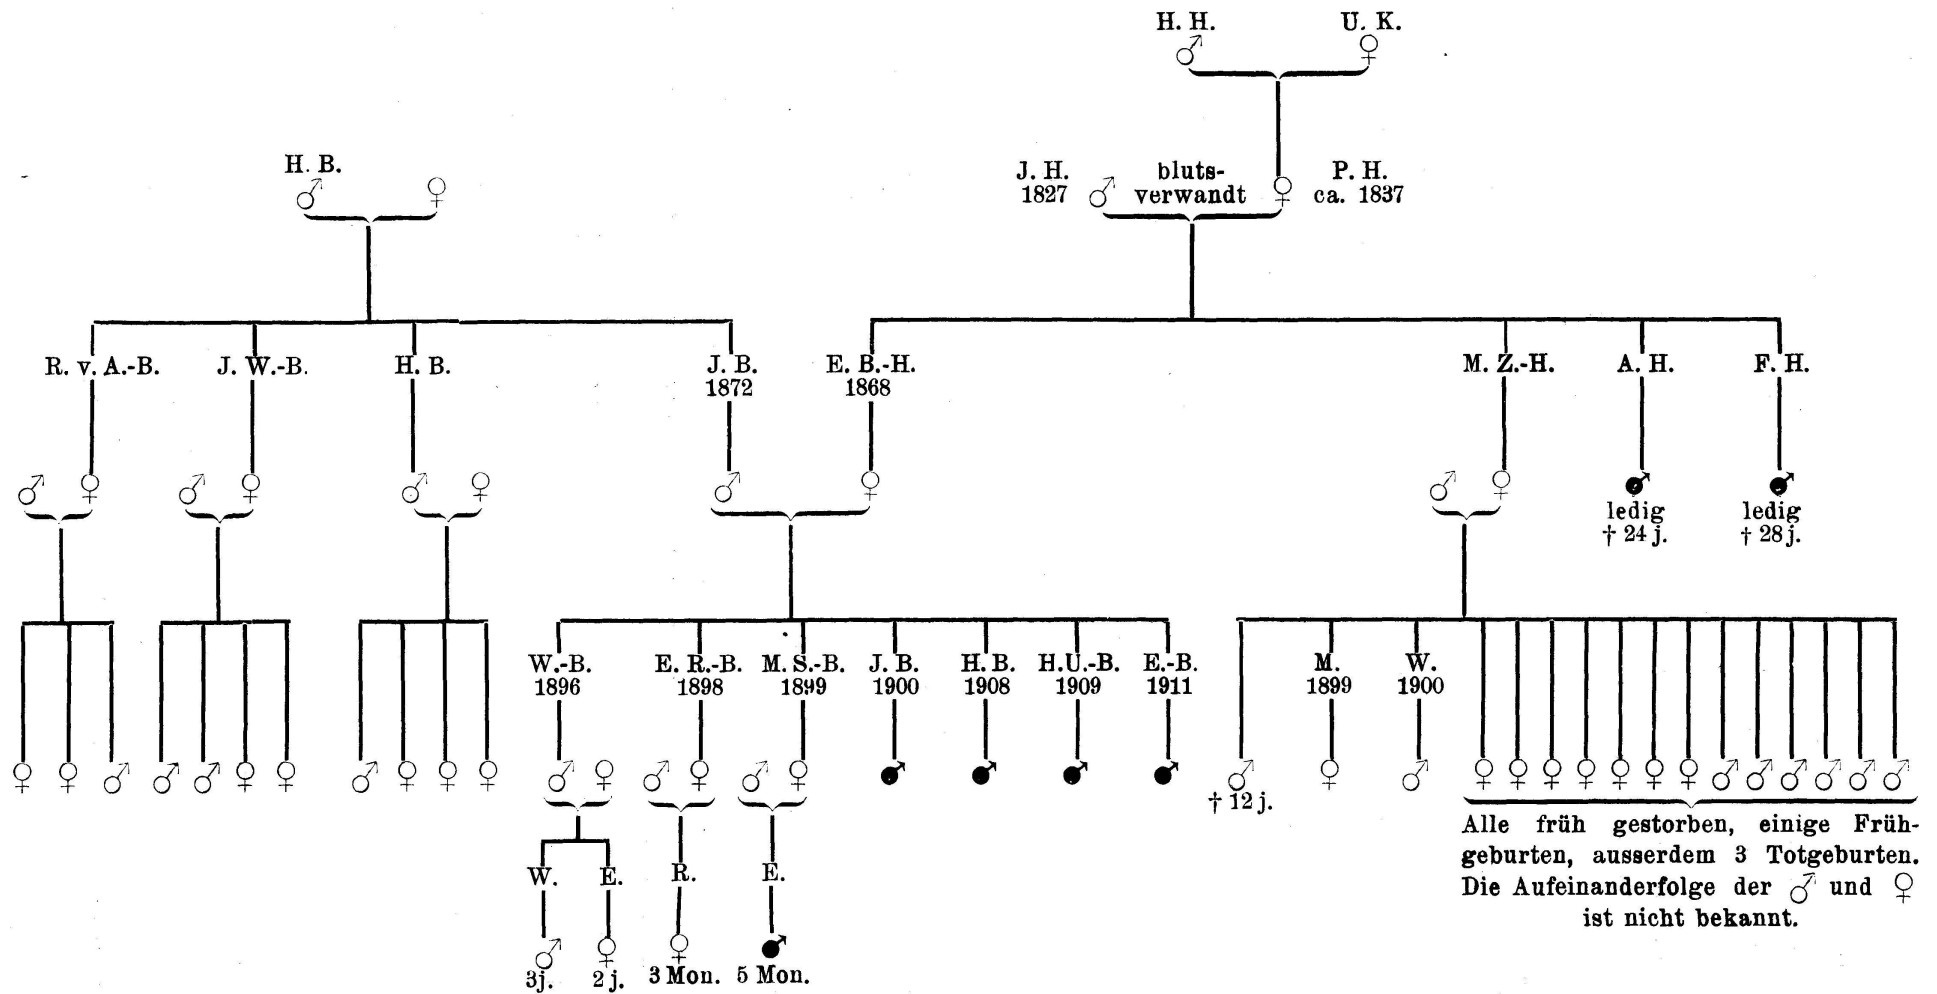 H. H. U. K.
H. B.
J. H. bluts- P. H.
1827 verwandt ca. 1837
R. v. A.-B. J. W.-B. H. B. J. B. E. B.-H. M. Z.-H. A. H. F. H.
1872 1868
ledig ledig
† 24 j. † 28 j.
W.-B. E. R.-B. M. S.-B. J. B. H. B. H.U.-B. E.-B. M. W.
1896 1898 1899 1900 1908 1909 1911 1899 1900
† 12 j.
Alle früh gestorben, einige Früh-
geburten, ausserdem 3 Totgeburten.
Die Aufeinanderfolge der ♂ und ♀
ist nicht bekannt.
W. E. R. E.
3j. 2 j. 3 Mon. 5 Mon.